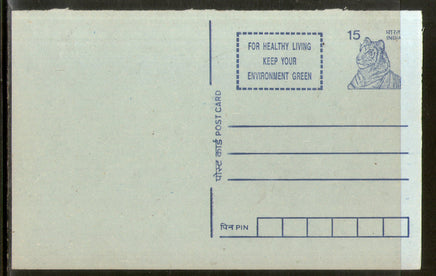 FOR HEALTHY LIVING
KEEP YOUR
ENVIRONMENT GREEN
15
भारत
INDIA
पोस्ट कार्ड POST CARD
पिन PIN